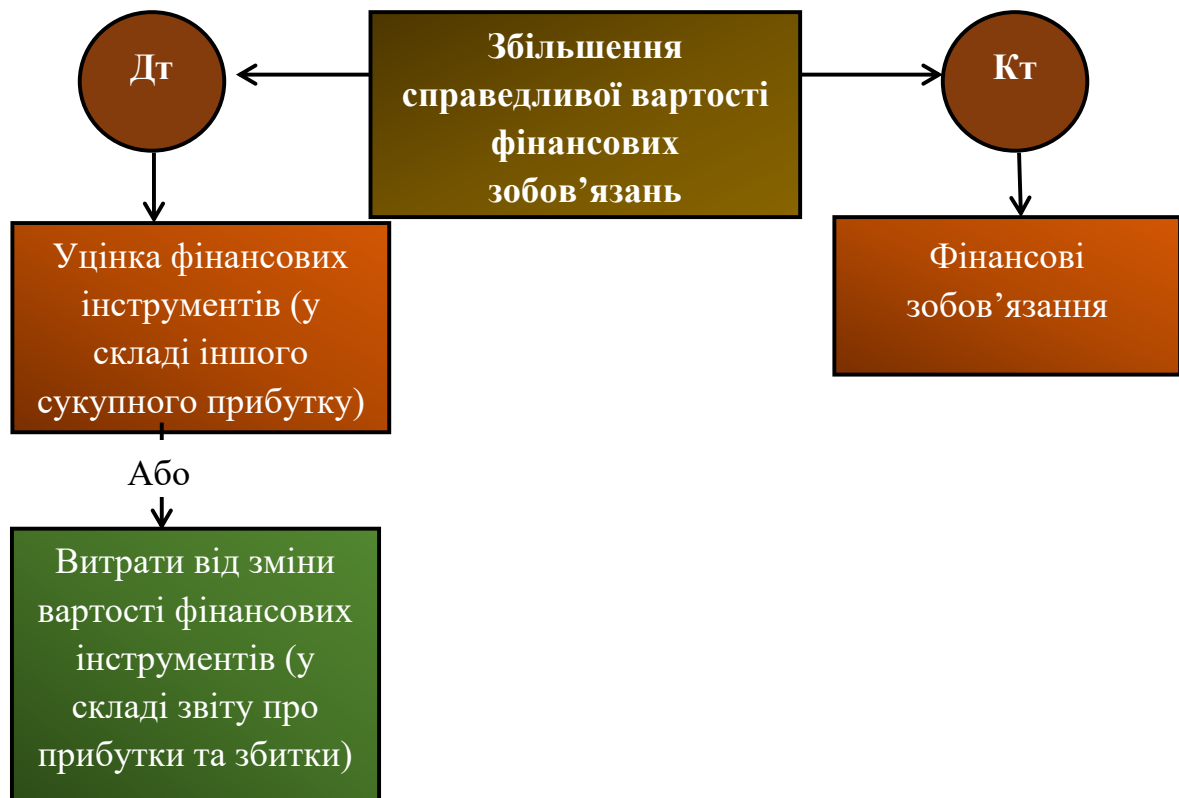 Дт
Збільшення
справедливої вартості
фінансових
зобов’язань
Кт
Уцінка фінансових
інструментів (у
складі іншого
сукупного прибутку)
Фінансові
зобов’язання
Або
Витрати від зміни
вартості фінансових
інструментів (у
складі звіту про
прибутки та збитки)